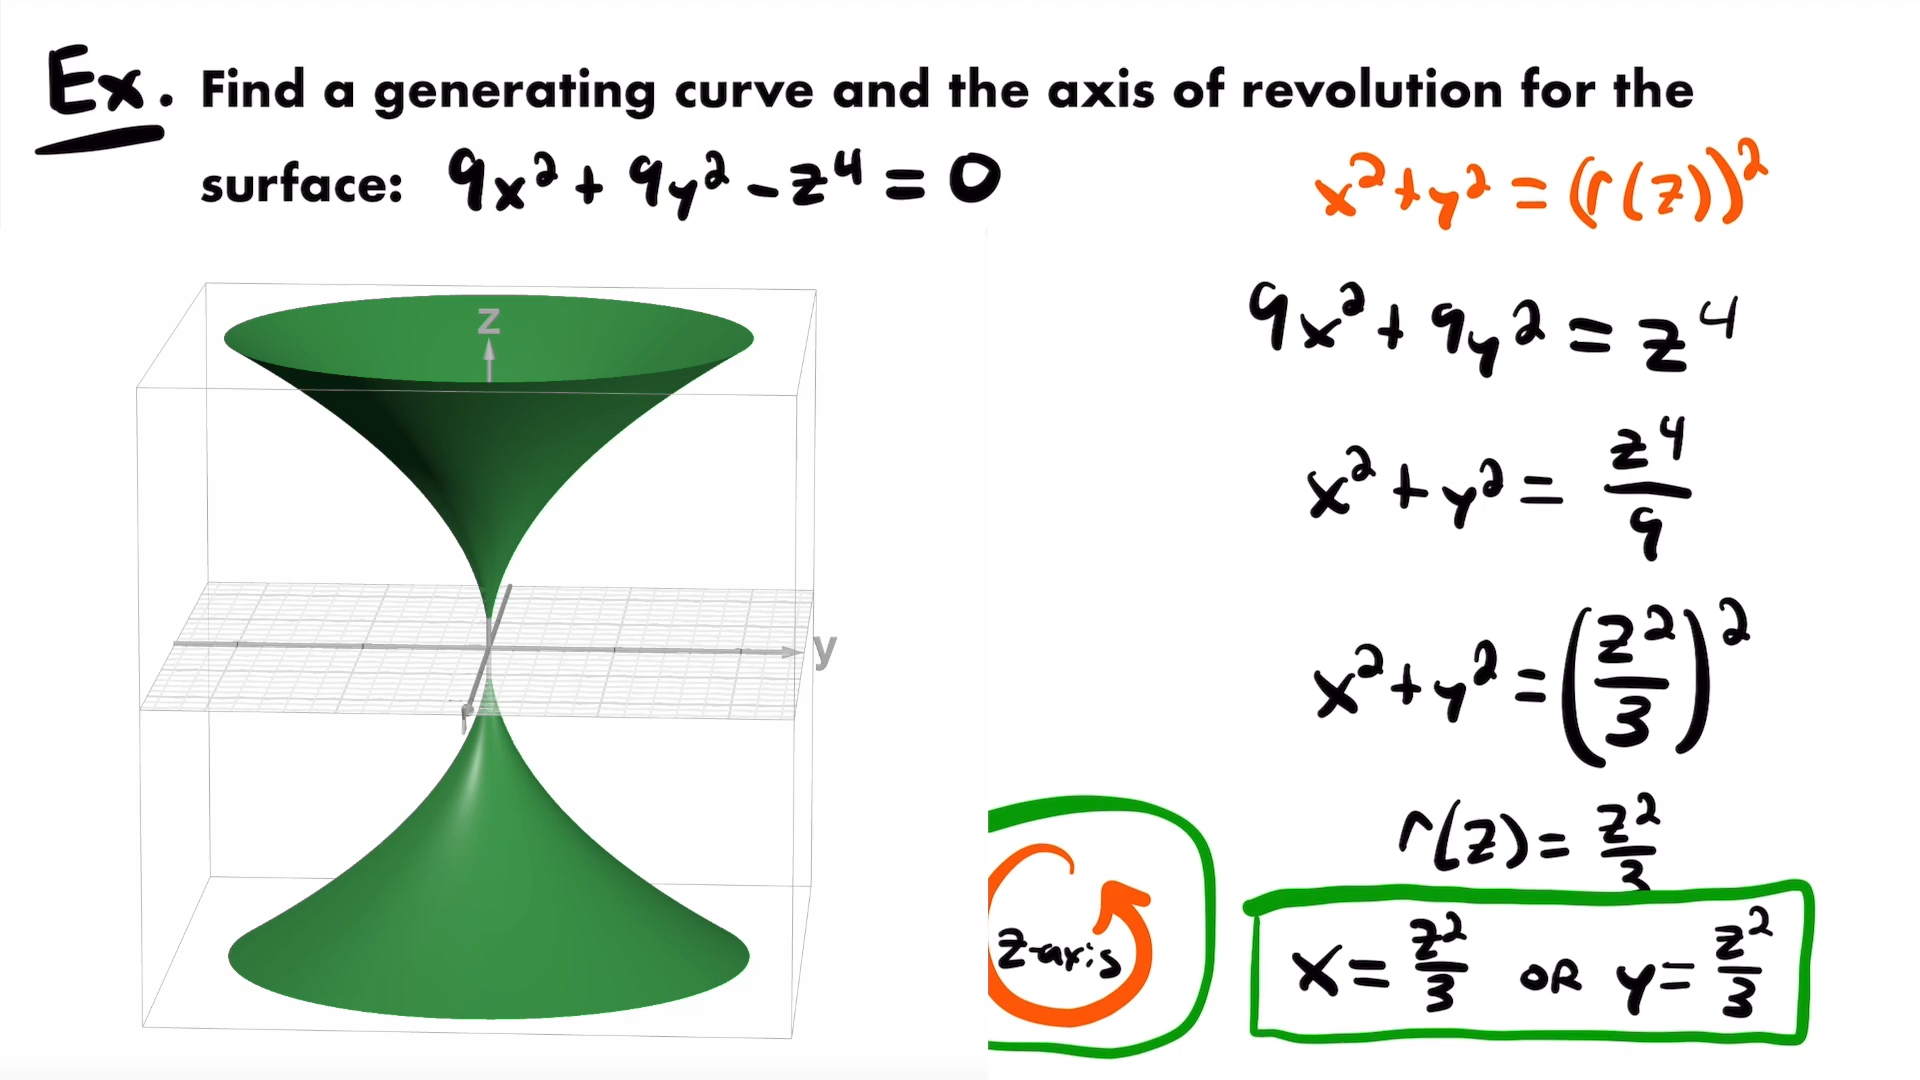 Ex. Find a generating curve and the axis of revolution for the
surface: 9x² + 9y² - z⁴ = 0
x² + y² = (r(z))²
9x² + 9y² = z⁴
x² + y² = z⁴/9
x² + y² = (z²/3)²
r(z) = z²/3
x = z²/3 OR y = z²/3
z-axis
z
y